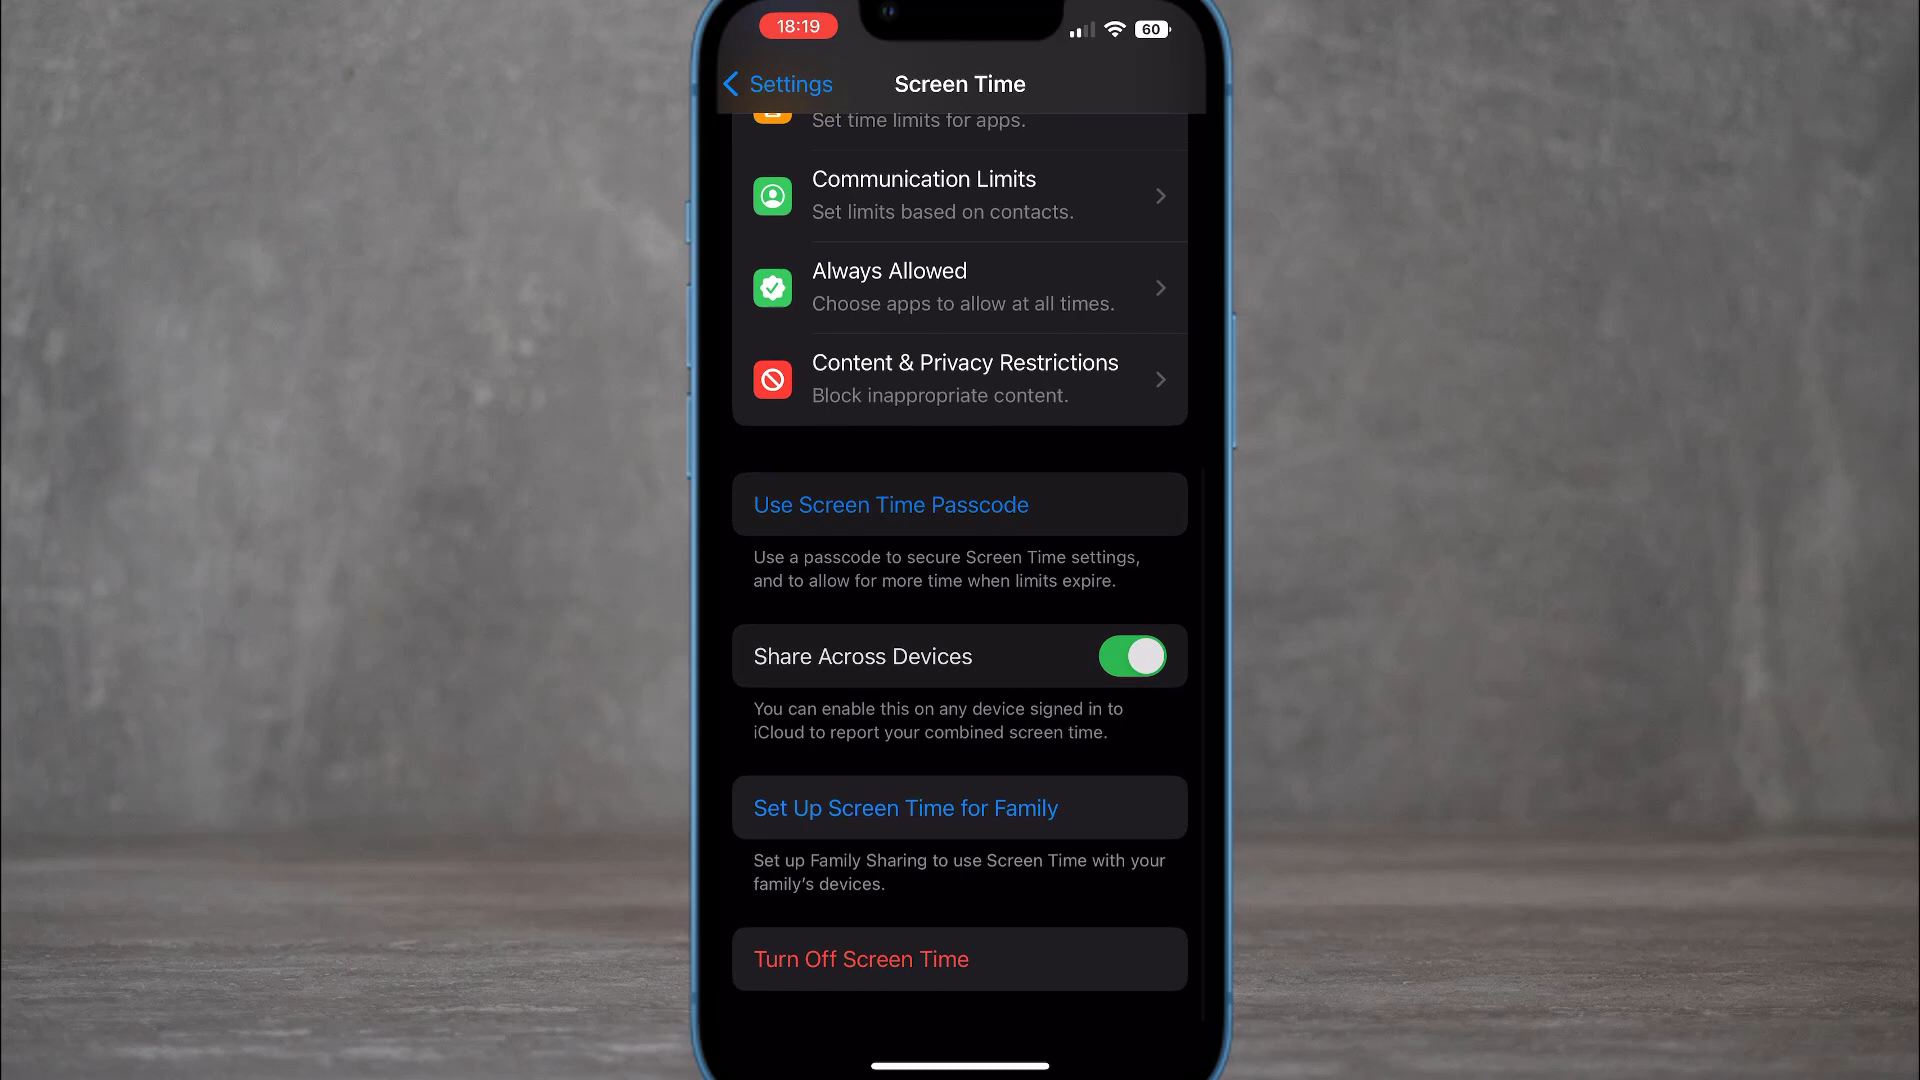 18:19
60
Settings
Screen Time
Set time limits for apps.
Communication Limits
Set limits based on contacts.
Always Allowed
Choose apps to allow at all times.
Content & Privacy Restrictions
Block inappropriate content.
Use Screen Time Passcode
Use a passcode to secure Screen Time settings,
and to allow for more time when limits expire.
Share Across Devices
You can enable this on any device signed in to
iCloud to report your combined screen time.
Set Up Screen Time for Family
Set up Family Sharing to use Screen Time with your
family’s devices.
Turn Off Screen Time